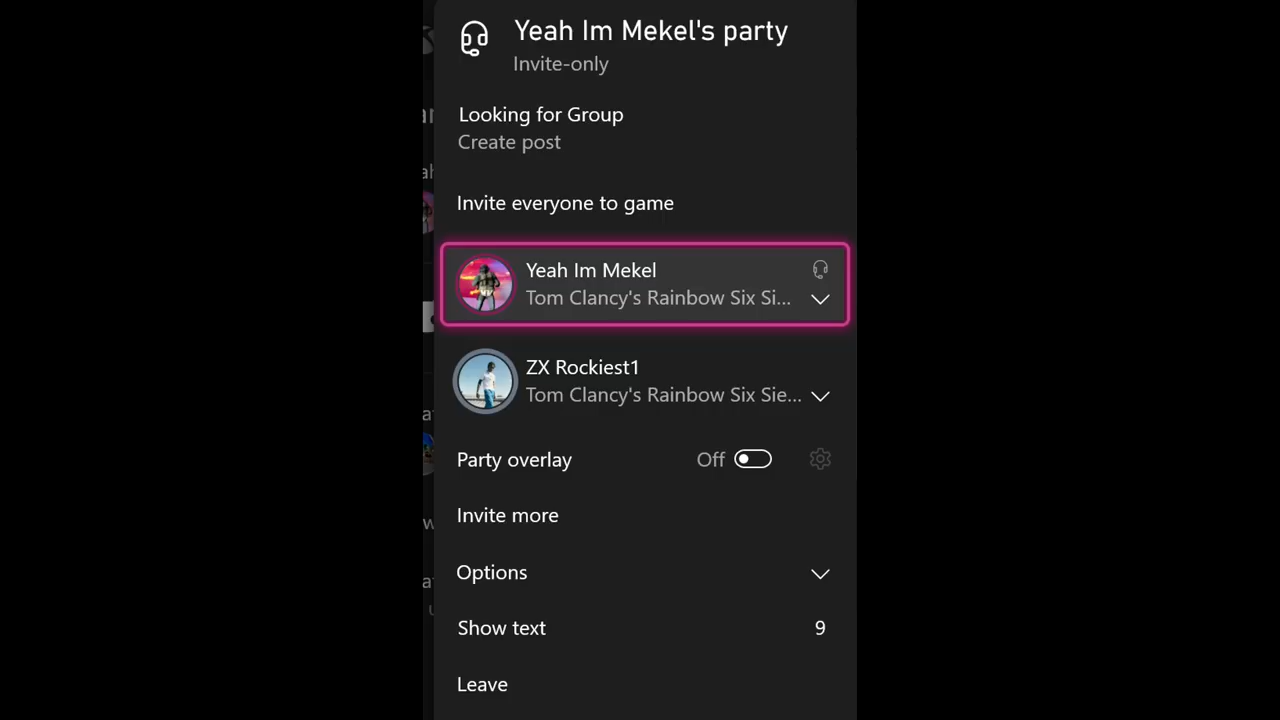 Yeah Im Mekel's party
Invite-only
Looking for Group
Create post
Invite everyone to game
Yeah Im Mekel
Tom Clancy's Rainbow Six Si...
ZX Rockiest1
Tom Clancy's Rainbow Six Sie...
Party overlay Off
Invite more
Options
Show text 9
Leave